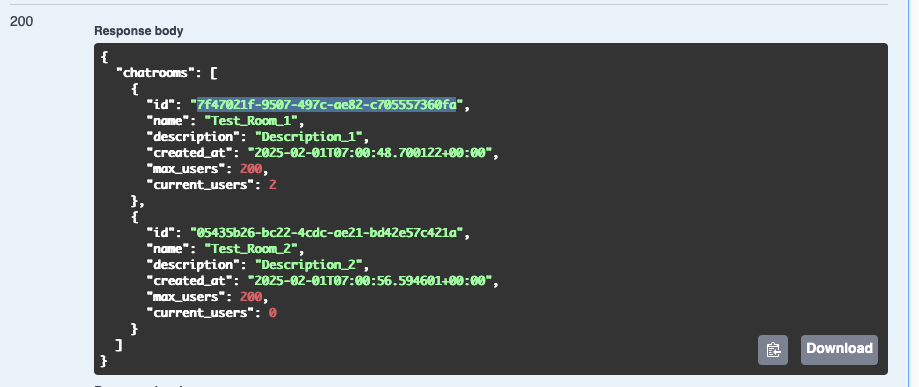 200
Response body
{
"chatrooms": [
{
"id": "7f47021f-9507-497c-ae82-c705557360fa",
"name": "Test_Room_1",
"description": "Description_1",
"created_at": "2025-02-01T07:00:48.700122+00:00",
"max_users": 200,
"current_users": 2
},
{
"id": "05435b26-bc22-4cdc-ae21-bd42e57c421a",
"name": "Test_Room_2",
"description": "Description_2",
"created_at": "2025-02-01T07:00:56.594601+00:00",
"max_users": 200,
"current_users": 0
}
]
}
Download